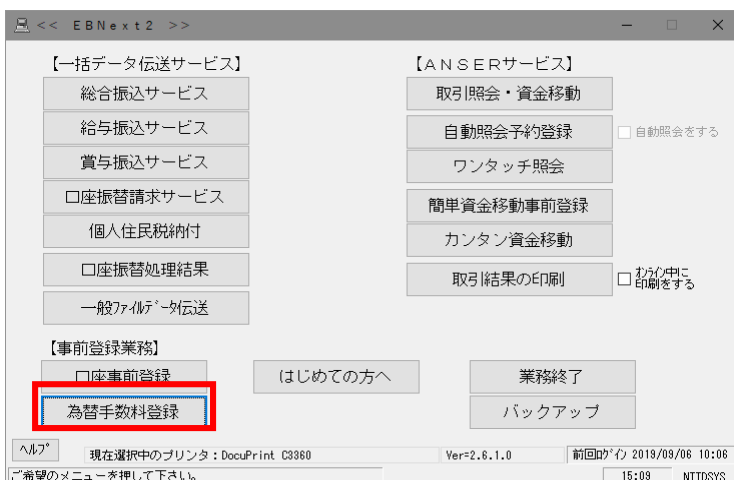 << EBNext2 >>
【一括データ伝送サービス】
総合振込サービス
給与振込サービス
賞与振込サービス
口座振替請求サービス
個人住民税納付
口座振替処理結果
一般ファイルデータ伝送
【ANSERサービス】
取引照会・資金移動
自動照会予約登録
自動照会をする
ワンタッチ照会
簡単資金移動事前登録
カンタン資金移動
取引結果の印刷
オンライン中に
印刷をする
【事前登録業務】
口座事前登録
はじめての方へ
業務終了
為替手数料登録
バックアップ
ヘルプ
現在選択中のプリンタ:DocuPrint C3360
Ver=2.6.1.0
前回ログイン 2019/09/06 10:06
ご希望のメニューを押して下さい。
15:09
NTTDSYS